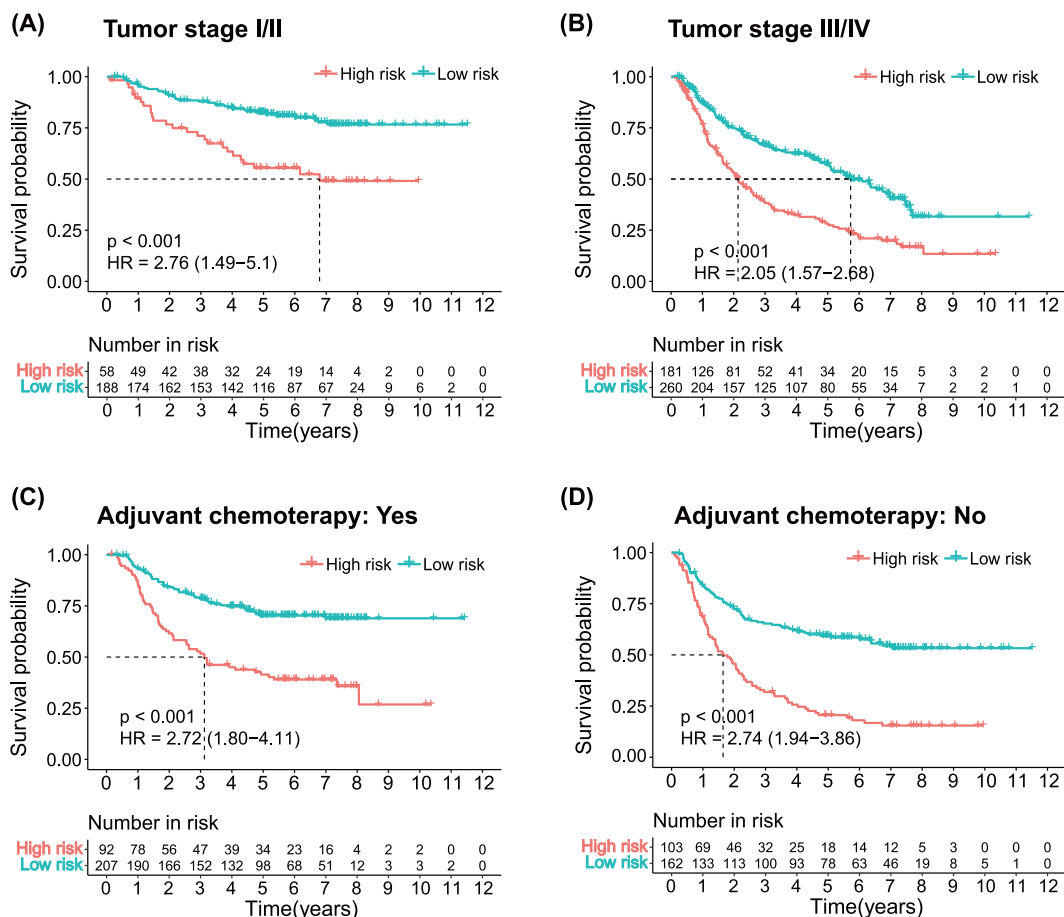 (A) Tumor stage I/II
High risk Low risk
Survival probability
1.00
0.75
0.50
0.25
0.00
p < 0.001
HR = 2.76 (1.49−5.1)
0 1 2 3 4 5 6 7 8 9 10 11 12
Number in risk
High risk 58 49 42 38 32 24 19 14 4 2 0 0 0
Low risk 188 174 162 153 142 116 87 67 24 9 6 2 0
0 1 2 3 4 5 6 7 8 9 10 11 12
Time(years)
(B) Tumor stage III/IV
High risk Low risk
Survival probability
1.00
0.75
0.50
0.25
0.00
p < 0.001
HR = 2.05 (1.57−2.68)
0 1 2 3 4 5 6 7 8 9 10 11 12
Number in risk
High risk 181 126 81 52 41 34 20 15 5 3 2 0 0
Low risk 260 204 157 125 107 80 55 34 7 2 2 1 0
0 1 2 3 4 5 6 7 8 9 10 11 12
Time(years)
(C) Adjuvant chemoterapy: Yes
High risk Low risk
Survival probability
1.00
0.75
0.50
0.25
0.00
p < 0.001
HR = 2.72 (1.80−4.11)
0 1 2 3 4 5 6 7 8 9 10 11 12
Number in risk
High risk 92 78 56 47 39 34 23 16 4 2 2 0 0
Low risk 207 190 166 152 132 98 68 51 12 3 3 2 0
0 1 2 3 4 5 6 7 8 9 10 11 12
Time(years)
(D) Adjuvant chemoterapy: No
High risk Low risk
Survival probability
1.00
0.75
0.50
0.25
0.00
p < 0.001
HR = 2.74 (1.94−3.86)
0 1 2 3 4 5 6 7 8 9 10 11 12
Number in risk
High risk 103 69 46 32 25 18 14 12 5 3 0 0 0
Low risk 162 133 113 100 93 78 63 46 19 8 5 1 0
0 1 2 3 4 5 6 7 8 9 10 11 12
Time(years)